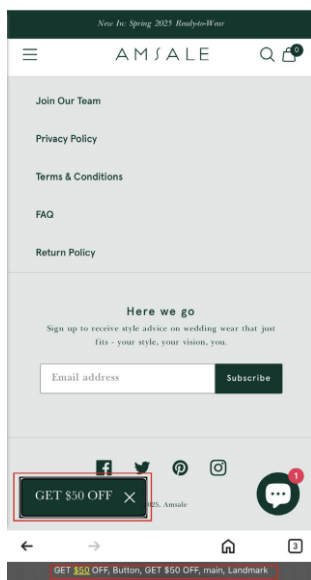 New In: Spring 2025 Ready-to-Wear
AMSALE
0
Join Our Team
Privacy Policy
Terms & Conditions
FAQ
Return Policy
Here we go
Sign up to receive style advice on wedding wear that just
fits - your style, your vision, you.
Email address
Subscribe
GET $50 OFF
025, Amsale
1
3
GET $50 OFF, Button, GET $50 OFF, main, Landmark